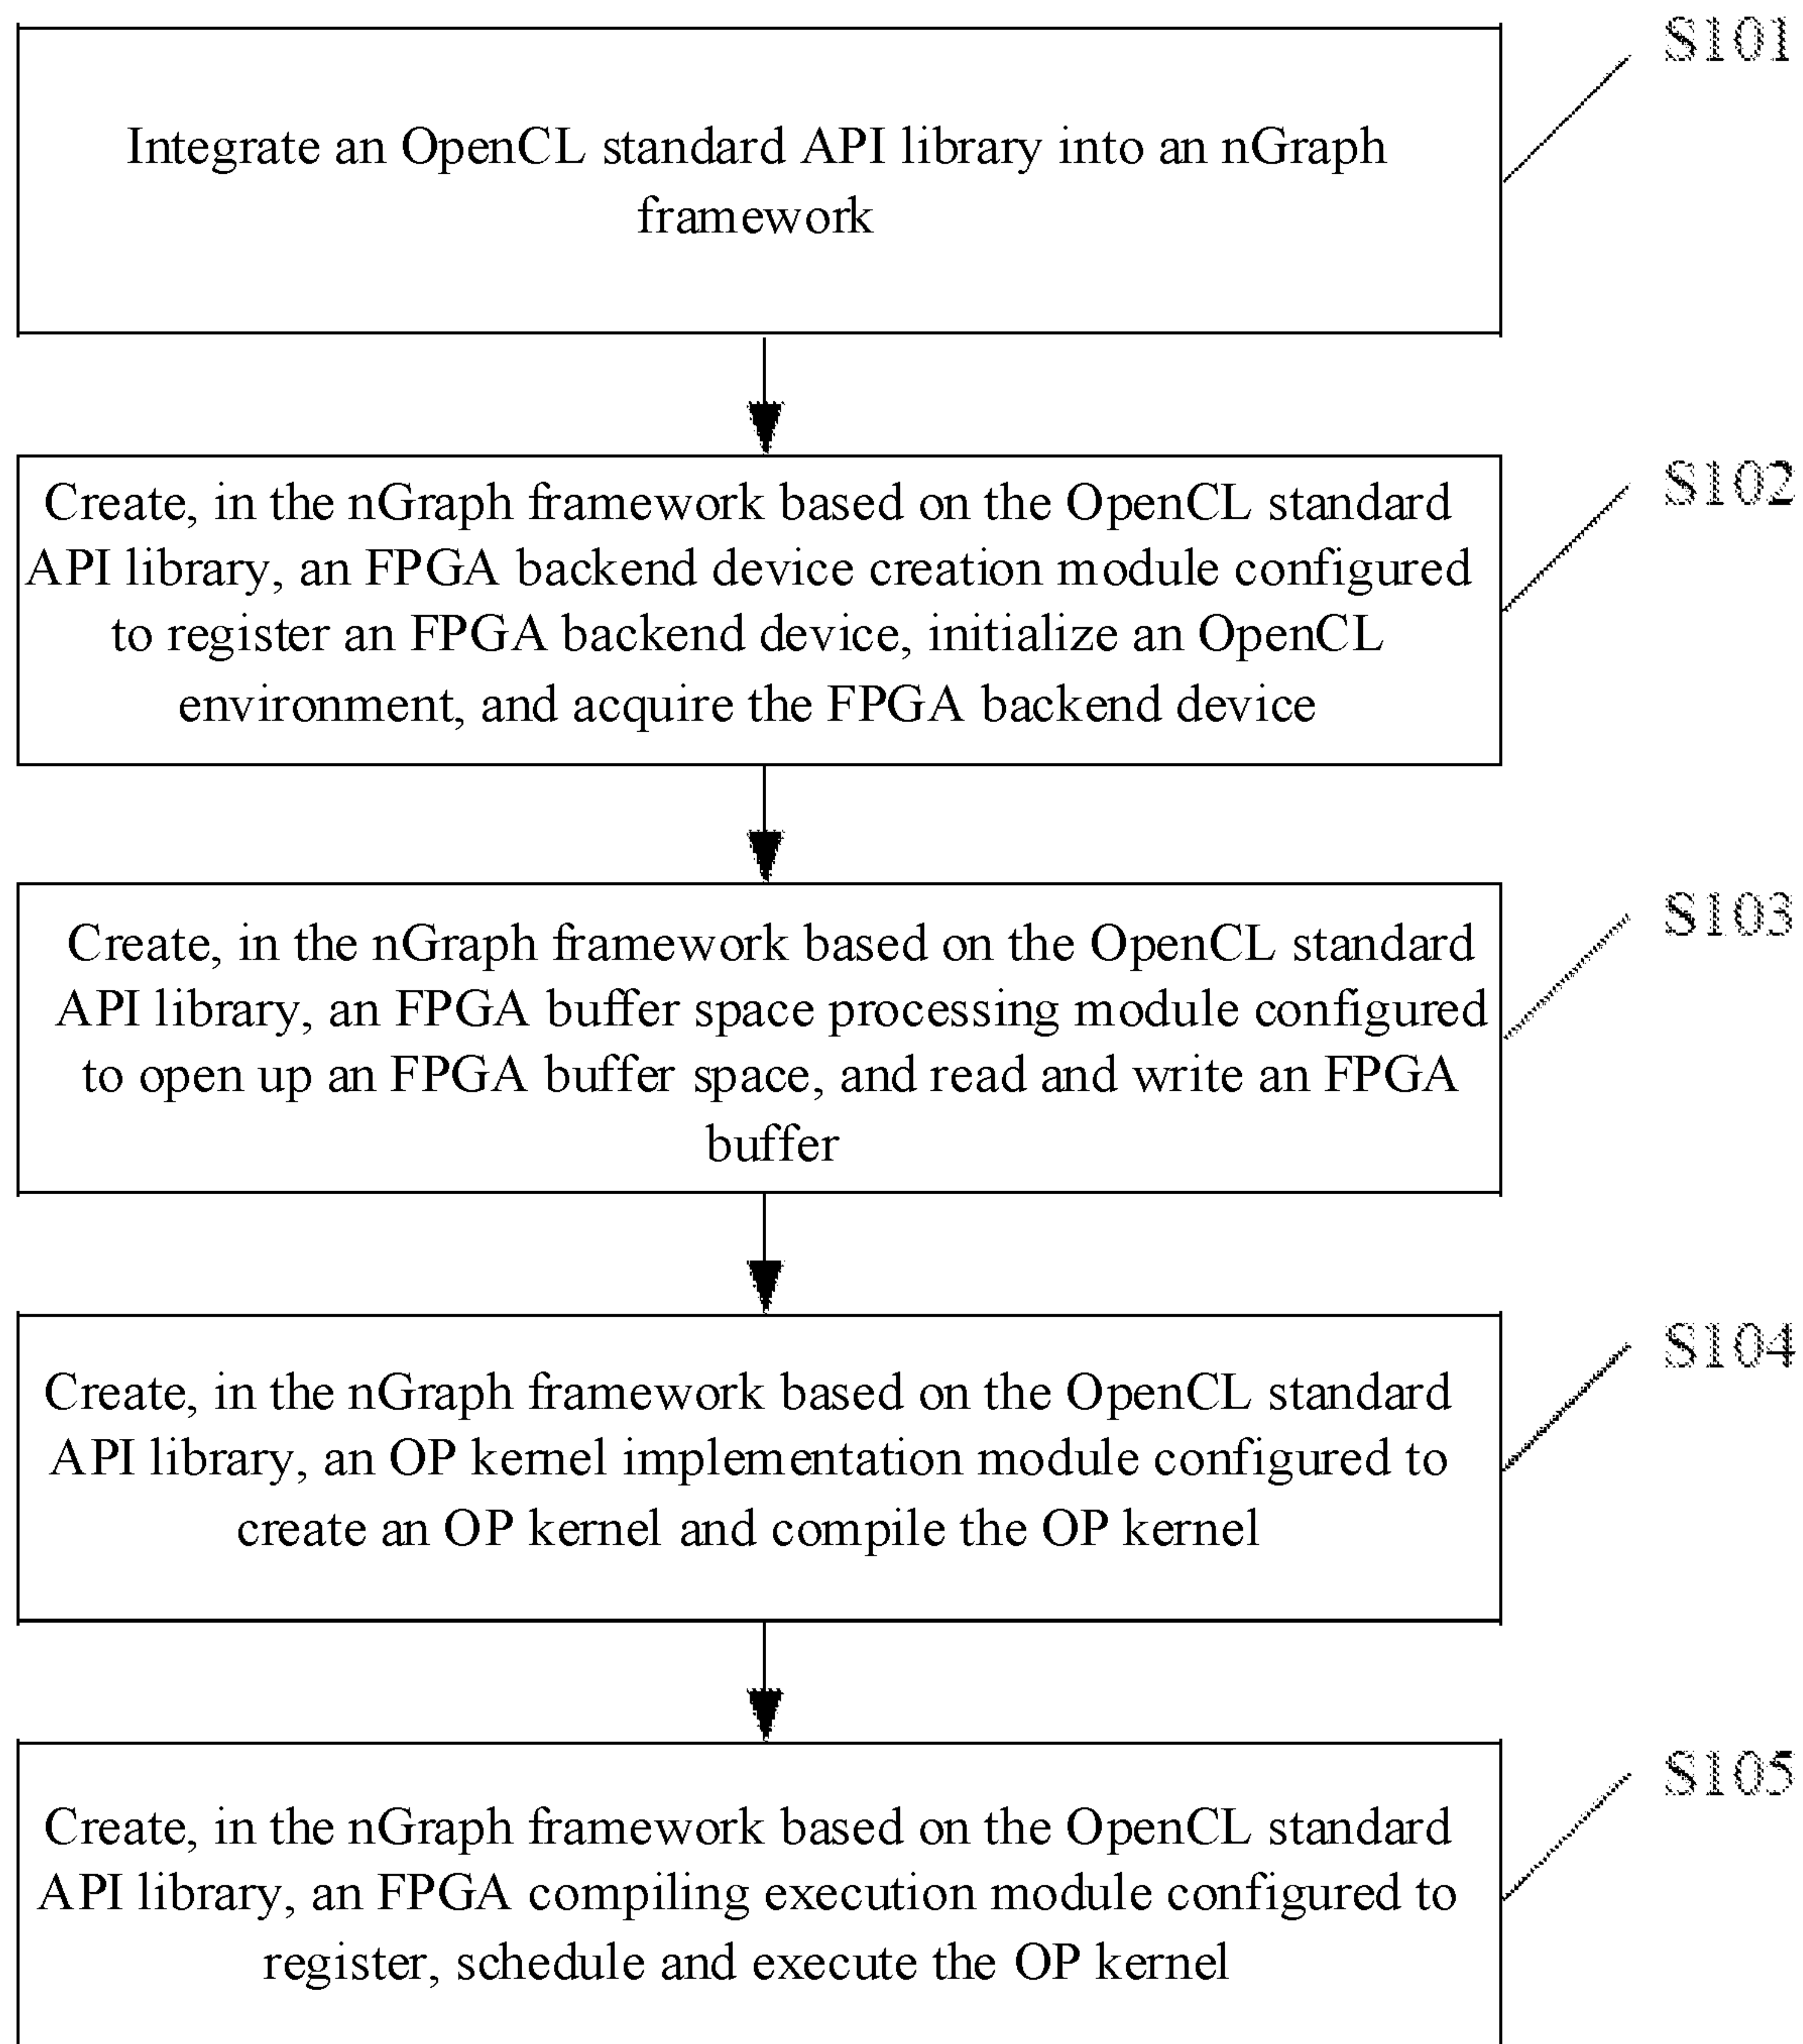 S101
Integrate an OpenCL standard API library into an nGraph
framework
S102
Create, in the nGraph framework based on the OpenCL standard
API library, an FPGA backend device creation module configured
to register an FPGA backend device, initialize an OpenCL
environment, and acquire the FPGA backend device
S103
Create, in the nGraph framework based on the OpenCL standard
API library, an FPGA buffer space processing module configured
to open up an FPGA buffer space, and read and write an FPGA
buffer
S104
Create, in the nGraph framework based on the OpenCL standard
API library, an OP kernel implementation module configured to
create an OP kernel and compile the OP kernel
S105
Create, in the nGraph framework based on the OpenCL standard
API library, an FPGA compiling execution module configured to
register, schedule and execute the OP kernel